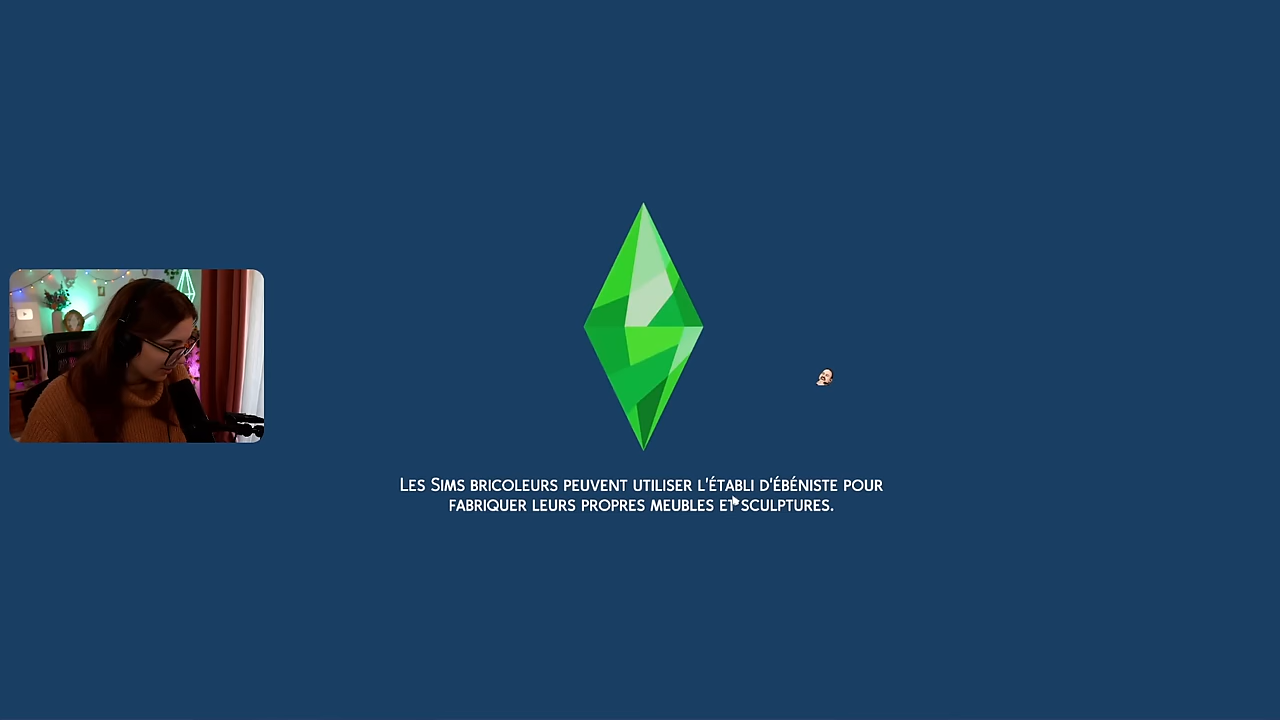 Les Sims bricoleurs peuvent utiliser l'établi d'ébéniste pour
fabriquer leurs propres meubles et sculptures.